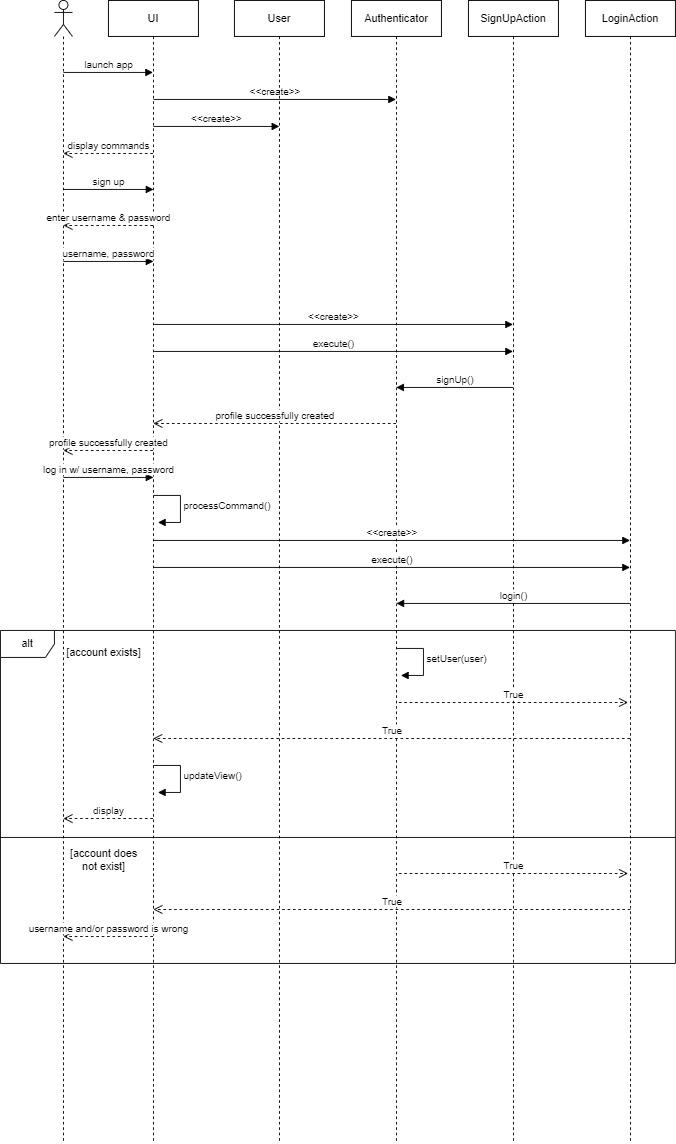 UI
User
Authenticator
SignUpAction
LoginAction
launch app
<<create>>
<<create>>
display commands
sign up
enter username & password
username, password
<<create>>
execute()
signUp()
profile successfully created
profile successfully created
log in w/ username, password
processCommand()
<<create>>
execute()
login()
alt
[account exists]
setUser(user)
True
True
updateView()
display
[account does
not exist]
True
True
username and/or password is wrong